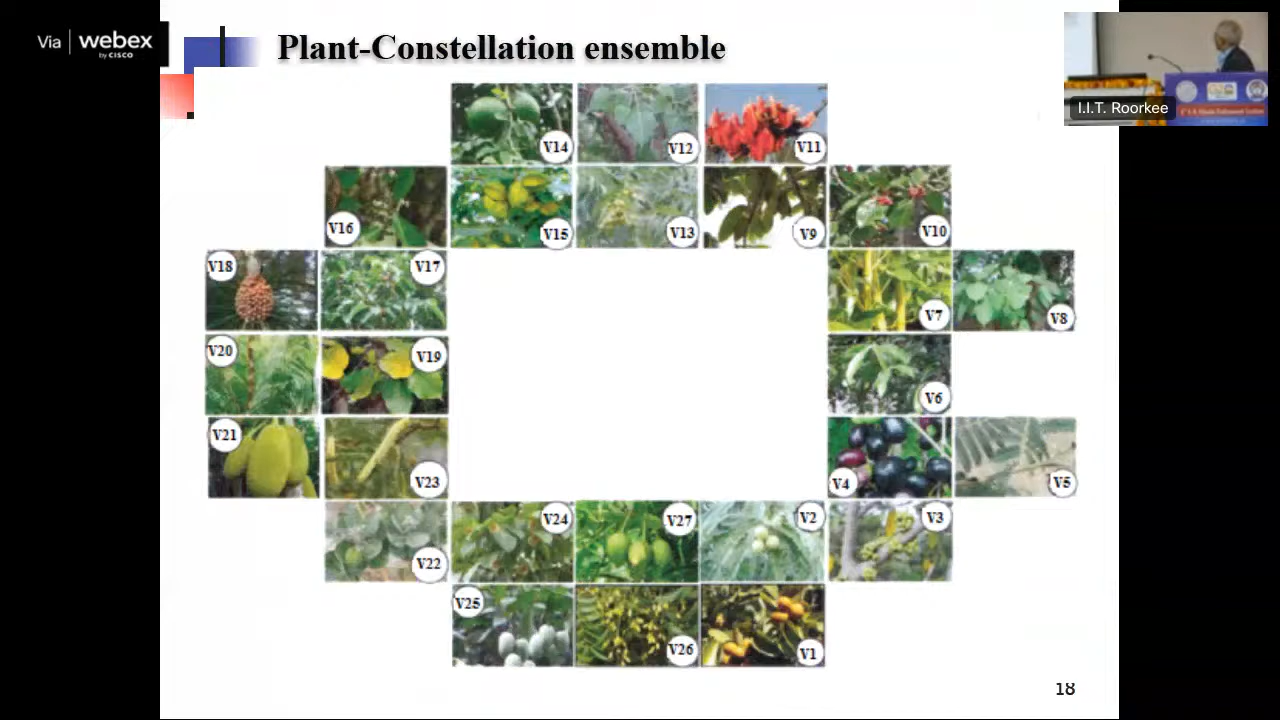 Via webex
by CISCO
Plant-Constellation ensemble
I.I.T. Roorkee
V14
V12
V11
V16
V15
V13
V9
V10
V18
V17
V7
V8
V20
V19
V6
V21
V23
V4
V5
V22
V24
V27
V2
V3
V25
V26
V1
18